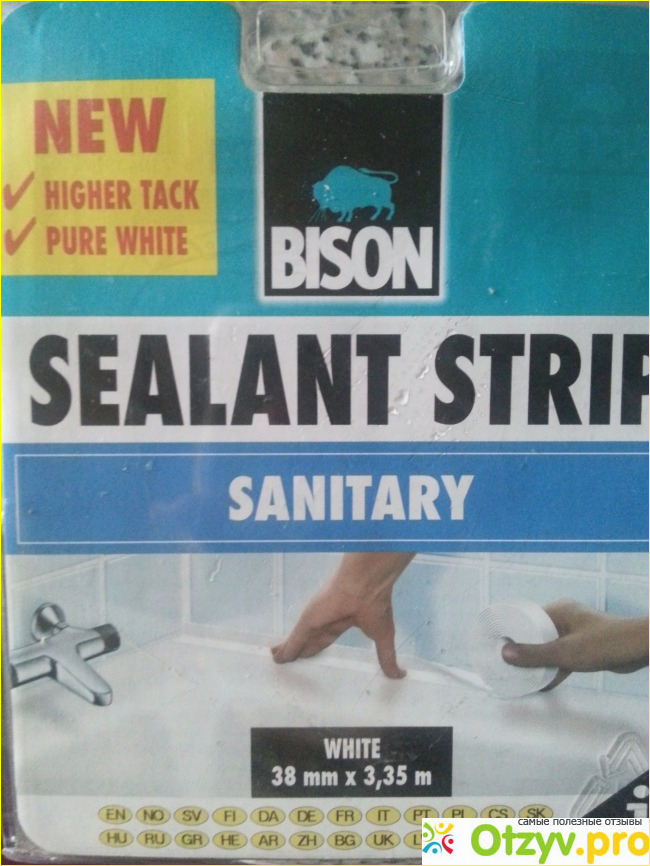 NEW
✓ HIGHER TACK
✓ PURE WHITE
BISON
SEALANT STRIP
SANITARY
WHITE
38 mm x 3,35 m
EN NO SV FI DA DE FR IT PT PL CS SK
HU RU GR HE AR ZH BG UK
i
самые полезные отзывы
Otzyv.pro